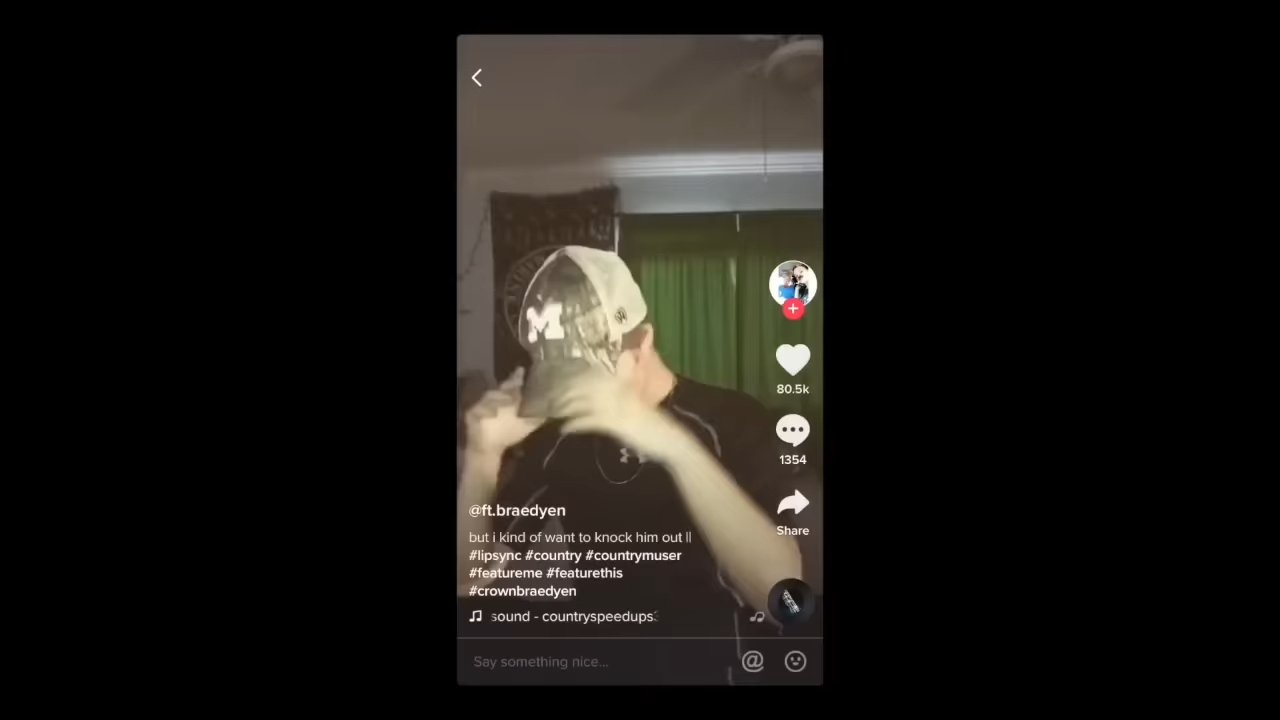 M
80.5k
1354
Share
@ft.braedyen
but i kind of want to knock him out ||
#lipsync #country #countrymuser
#featureme #featurethis
#crownbraedyen
sound - countryspeedups
Say something nice...